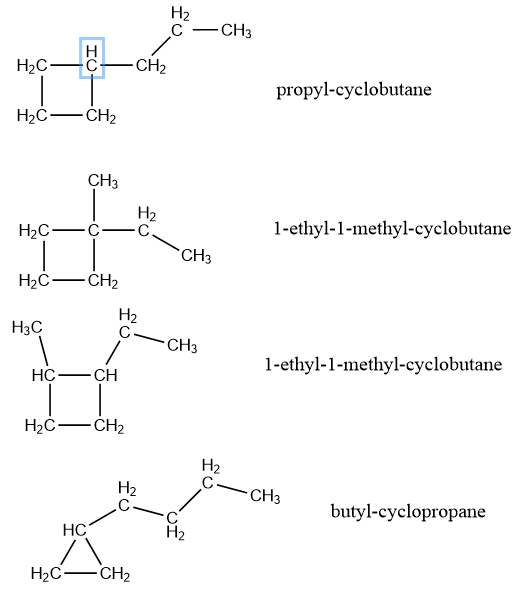 H2
C
CH3
H
H2C C CH2
propyl-cyclobutane
H2C CH2
CH3
H2
H2C C C
1-ethyl-1-methyl-cyclobutane
CH3
H2C CH2
H2
H3C C
CH3
1-ethyl-1-methyl-cyclobutane
HC CH
H2C CH2
H2
C CH3
H2
C
butyl-cyclopropane
HC C
H2
H2C CH2